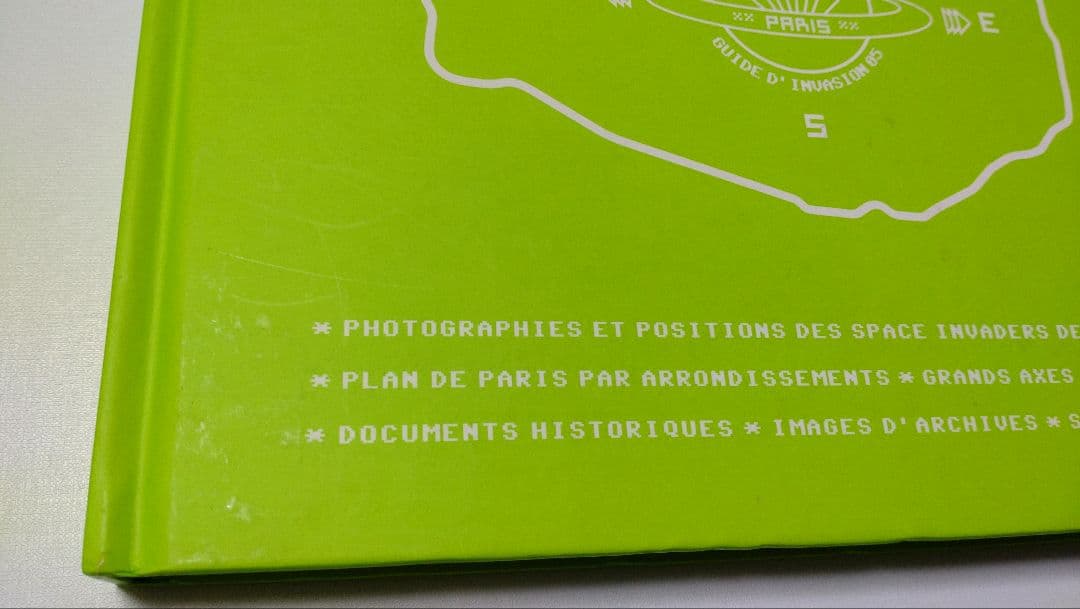 PARIS
E
GUIDE D'INVASION 05
S
* PHOTOGRAPHIES ET POSITIONS DES SPACE INVADERS DE
* PLAN DE PARIS PAR ARRONDISSEMENTS * GRANDS AXES
* DOCUMENTS HISTORIQUES * IMAGES D'ARCHIVES * S